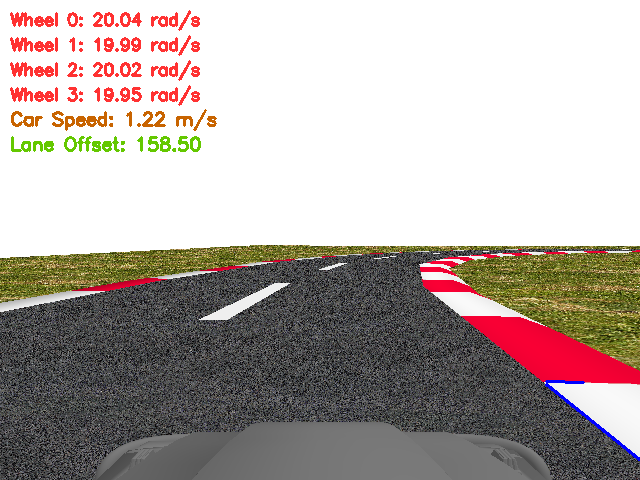 Wheel 0: 20.04 rad/s
Wheel 1: 19.99 rad/s
Wheel 2: 20.02 rad/s
Wheel 3: 19.95 rad/s
Car Speed: 1.22 m/s
Lane Offset: 158.50